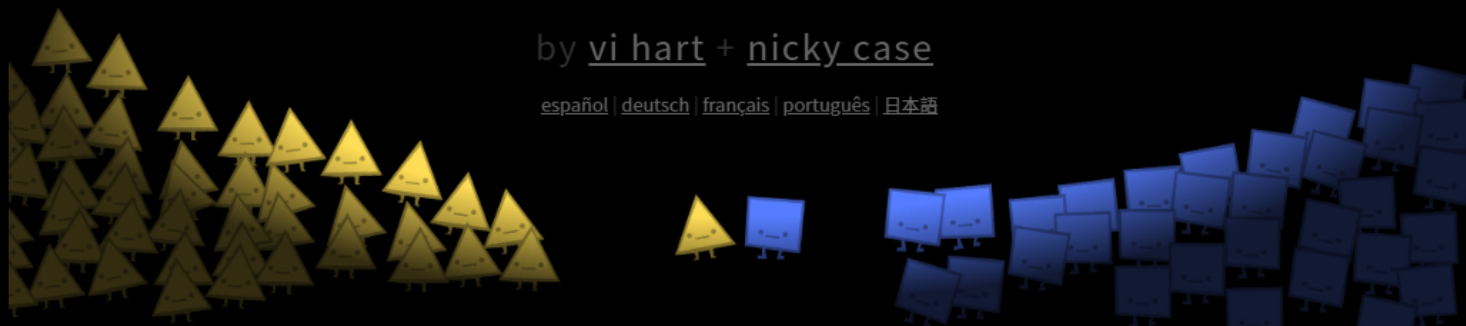 by vi hart + nicky case
español | deutsch | français | português | 日本語